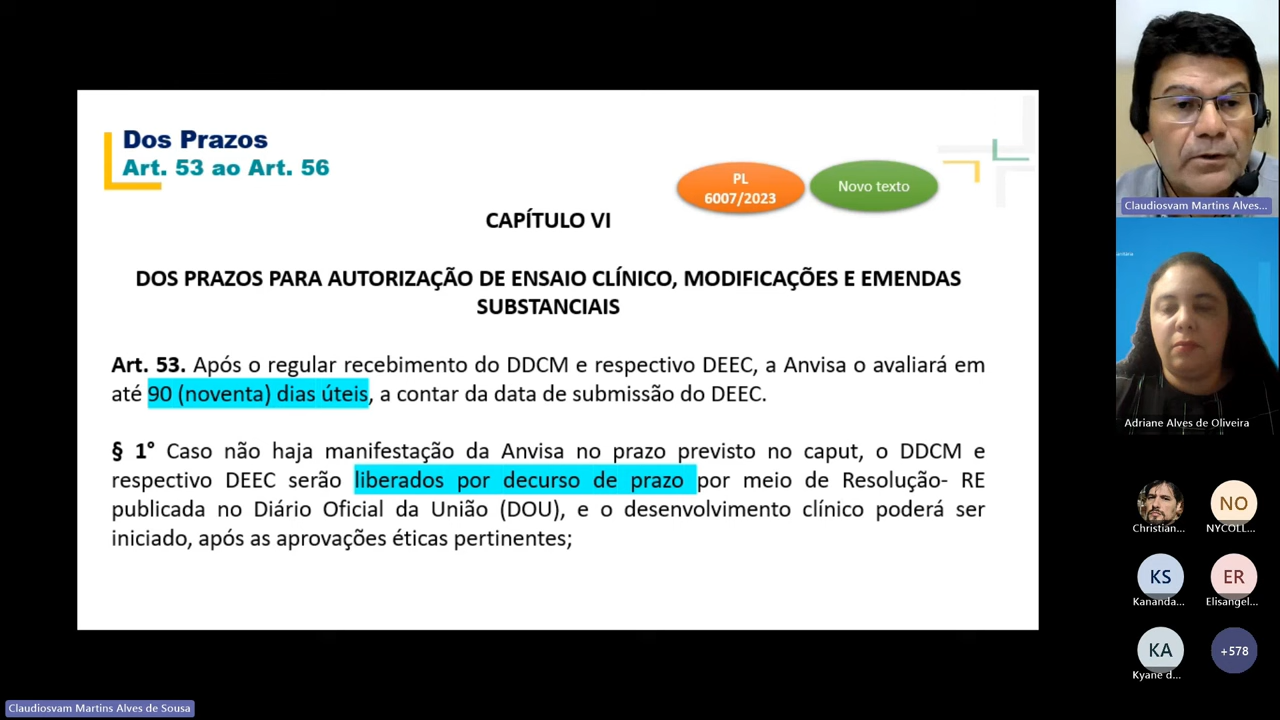 Dos Prazos
Art. 53 ao Art. 56
PL
6007/2023
Novo texto
CAPÍTULO VI
DOS PRAZOS PARA AUTORIZAÇÃO DE ENSAIO CLÍNICO, MODIFICAÇÕES E EMENDAS
SUBSTANCIAIS
Art. 53. Após o regular recebimento do DDCM e respectivo DEEC, a Anvisa o avaliará em
até 90 (noventa) dias úteis, a contar da data de submissão do DEEC.
§ 1° Caso não haja manifestação da Anvisa no prazo previsto no caput, o DDCM e
respectivo DEEC serão liberados por decurso de prazo por meio de Resolução- RE
publicada no Diário Oficial da União (DOU), e o desenvolvimento clínico poderá ser
iniciado, após as aprovações éticas pertinentes;
Claudiosvam Martins Alves...
Adriane Alves de Oliveira
Christian...
NO
NYCOLL...
KS
Kananda...
ER
Elisangel...
KA
Kyane d...
+578
Claudiosvam Martins Alves de Sousa